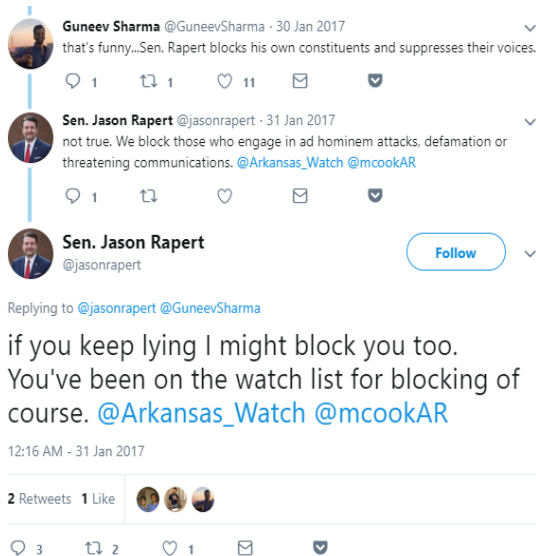 Guneev Sharma @GuneevSharma · 30 Jan 2017
that's funny...Sen. Rapert blocks his own constituents and suppresses their voices.
1 1 11
Sen. Jason Rapert @jasonrapert · 31 Jan 2017
not true. We block those who engage in ad hominem attacks, defamation or
threatening communications. @Arkansas_Watch @mcookAR
1
Sen. Jason Rapert
@jasonrapert
Follow
Replying to @jasonrapert @GuneevSharma
if you keep lying I might block you too.
You've been on the watch list for blocking of
course. @Arkansas_Watch @mcookAR
12:16 AM - 31 Jan 2017
2 Retweets 1 Like
3 2 1